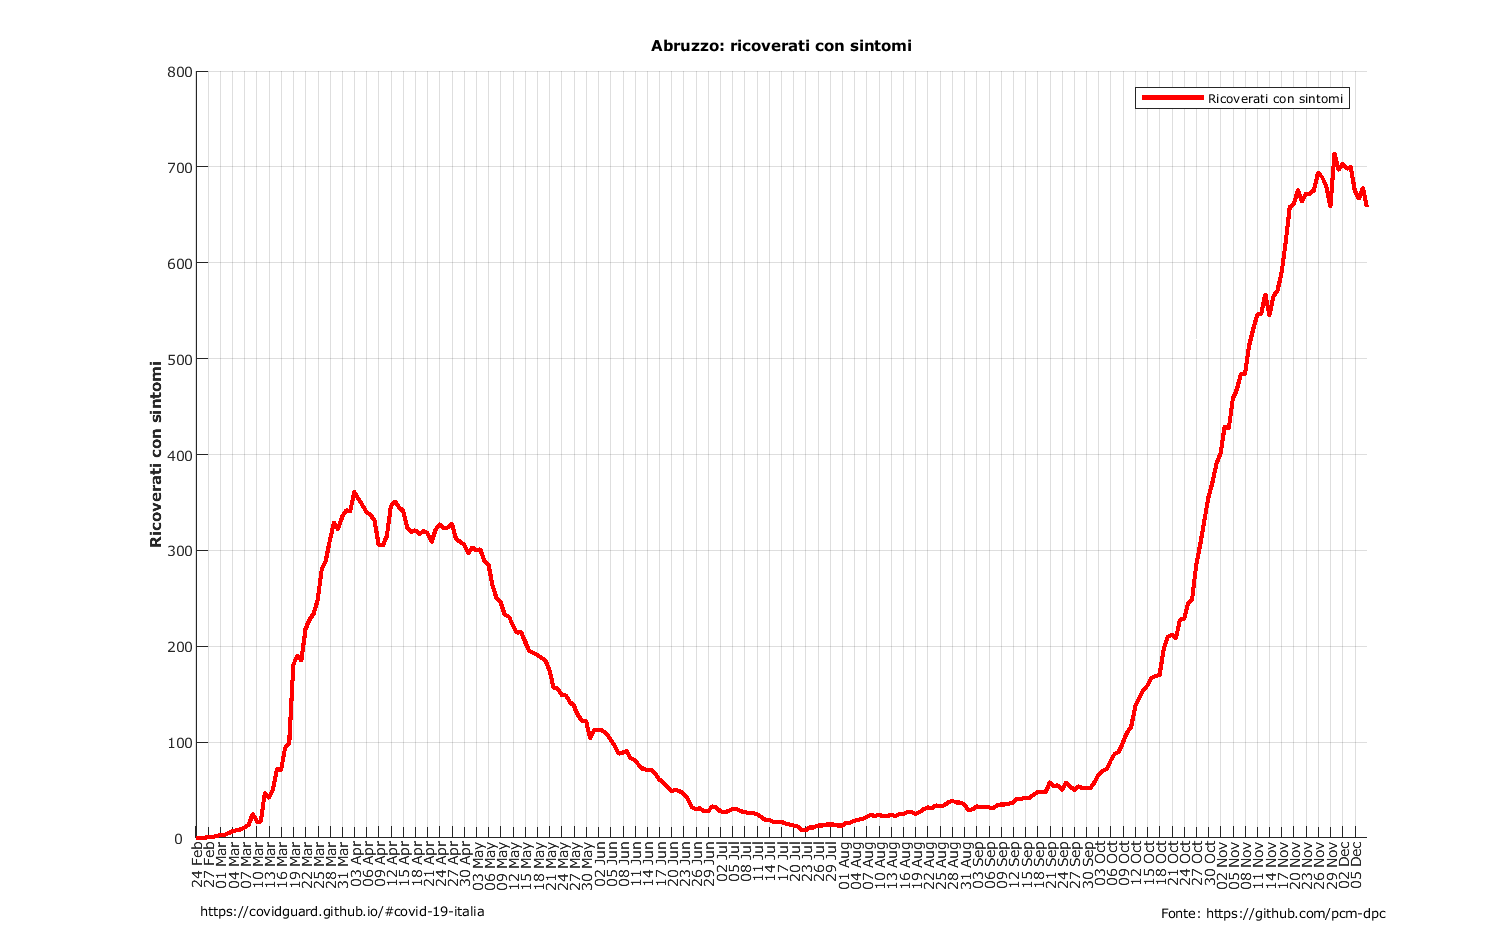 Abruzzo: ricoverati con sintomi
Ricoverati con sintomi
Ricoverati con sintomi
800
700
600
500
400
300
200
100
0
24 Feb
27 Feb
01 Mar
04 Mar
07 Mar
10 Mar
13 Mar
16 Mar
19 Mar
22 Mar
25 Mar
28 Mar
31 Mar
03 Apr
06 Apr
09 Apr
12 Apr
15 Apr
18 Apr
21 Apr
24 Apr
27 Apr
30 Apr
03 May
06 May
09 May
12 May
15 May
18 May
21 May
24 May
27 May
30 May
02 Jun
05 Jun
08 Jun
11 Jun
14 Jun
17 Jun
20 Jun
23 Jun
26 Jun
29 Jun
02 Jul
05 Jul
08 Jul
11 Jul
14 Jul
17 Jul
20 Jul
23 Jul
26 Jul
29 Jul
01 Aug
04 Aug
07 Aug
10 Aug
13 Aug
16 Aug
19 Aug
22 Aug
25 Aug
28 Aug
31 Aug
03 Sep
06 Sep
09 Sep
12 Sep
15 Sep
18 Sep
21 Sep
24 Sep
27 Sep
30 Sep
03 Oct
06 Oct
09 Oct
12 Oct
15 Oct
18 Oct
21 Oct
24 Oct
27 Oct
30 Oct
02 Nov
05 Nov
08 Nov
11 Nov
14 Nov
17 Nov
20 Nov
23 Nov
26 Nov
29 Nov
02 Dec
05 Dec
https://covidguard.github.io/#covid-19-italia
Fonte: https://github.com/pcm-dpc